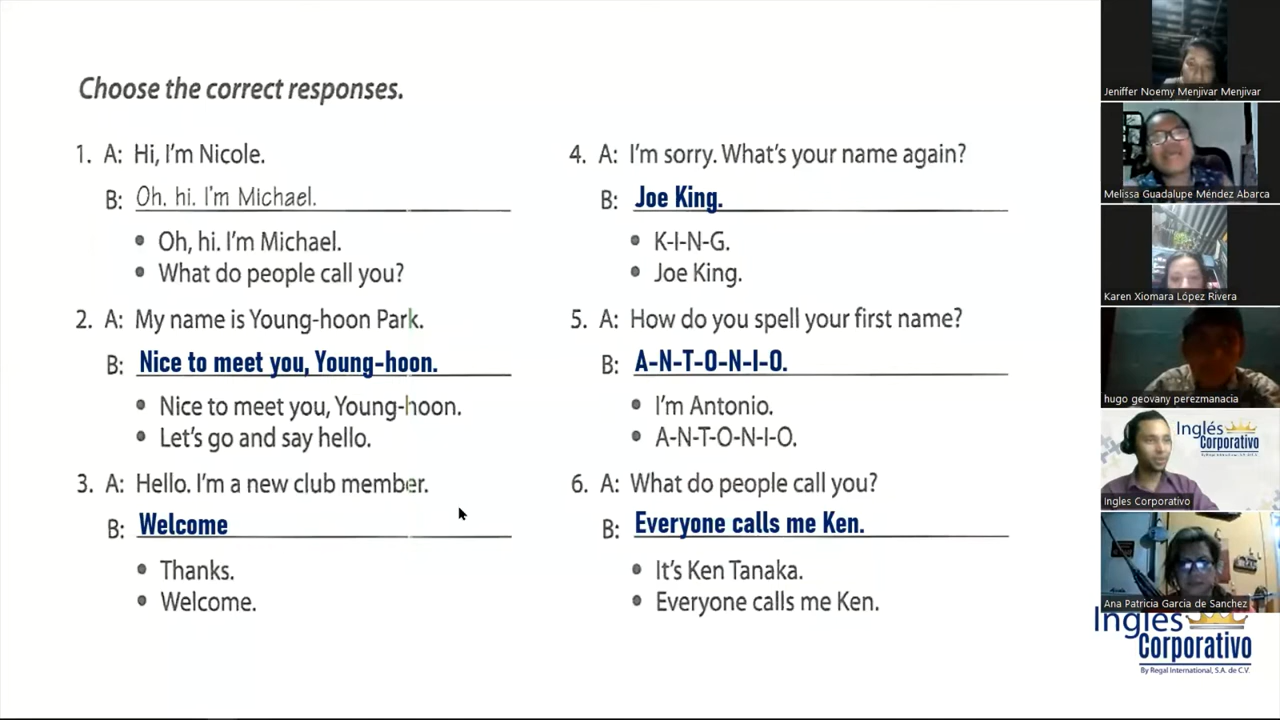 Choose the correct responses.
1. A: Hi, I'm Nicole.
B: Oh, hi. I'm Michael.
• Oh, hi. I'm Michael.
• What do people call you?
2. A: My name is Young-hoon Park.
B: Nice to meet you, Young-hoon.
• Nice to meet you, Young-hoon.
• Let's go and say hello.
3. A: Hello. I'm a new club member.
B: Welcome
• Thanks.
• Welcome.
4. A: I'm sorry. What's your name again?
B: Joe King.
• K-I-N-G.
• Joe King.
5. A: How do you spell your first name?
B: A-N-T-O-N-I-O.
• I'm Antonio.
• A-N-T-O-N-I-O.
6. A: What do people call you?
B: Everyone calls me Ken.
• It's Ken Tanaka.
• Everyone calls me Ken.
Jeniffer Noemy Menjivar Menjivar
Melissa Guadalupe Méndez Abarca
Karen Xiomara López Rivera
hugo geovany perezmanacia
Inglés
Corporativo
Ingles Corporativo
Ana Patricia Garcia de Sanchez
Inglés
Corporativo
By Regal International, S.A. de C.V.